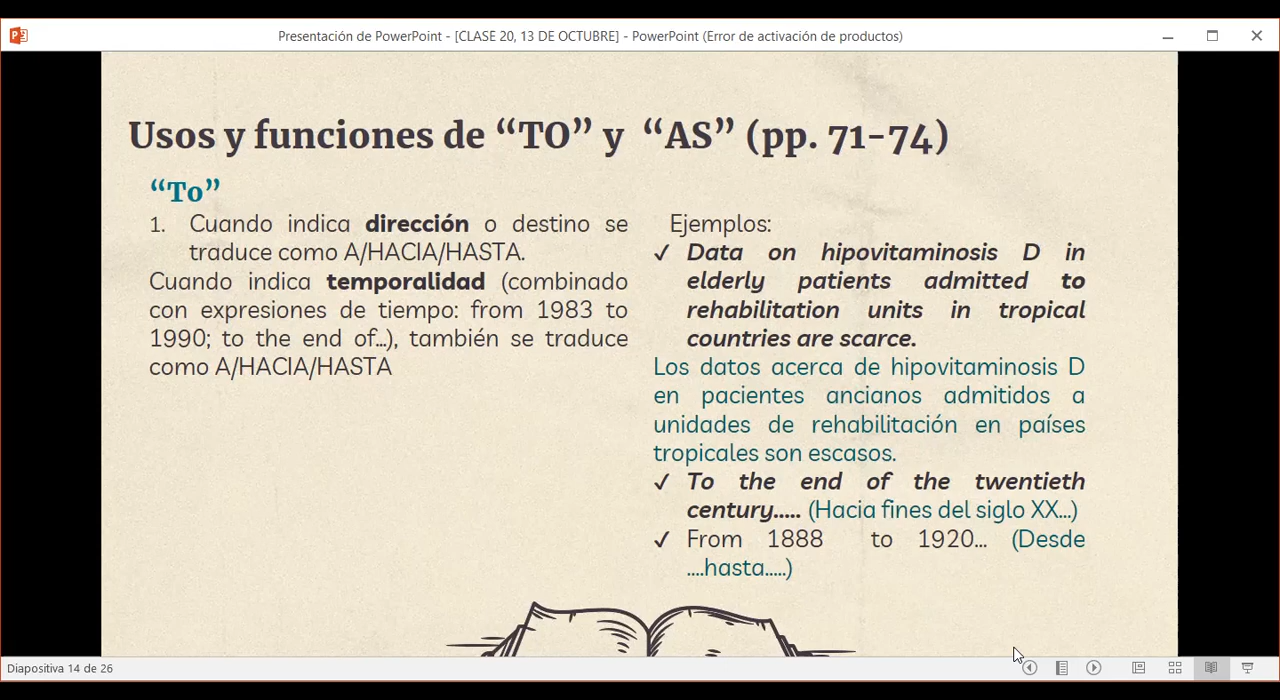 Presentación de PowerPoint - [CLASE 20, 13 DE OCTUBRE] - PowerPoint (Error de activación de productos)
Usos y funciones de “TO” y “AS” (pp. 71-74)
“To”
1. Cuando indica dirección o destino se
traduce como A/HACIA/HASTA.
Cuando indica temporalidad (combinado
con expresiones de tiempo: from 1983 to
1990; to the end of…), también se traduce
como A/HACIA/HASTA
Ejemplos:
✓ Data on hipovitaminosis D in
elderly patients admitted to
rehabilitation units in tropical
countries are scarce.
Los datos acerca de hipovitaminosis D
en pacientes ancianos admitidos a
unidades de rehabilitación en países
tropicales son escasos.
✓ To the end of the twentieth
century..... (Hacia fines del siglo XX…)
✓ From 1888 to 1920… (Desde
....hasta.....)
Diapositiva 14 de 26